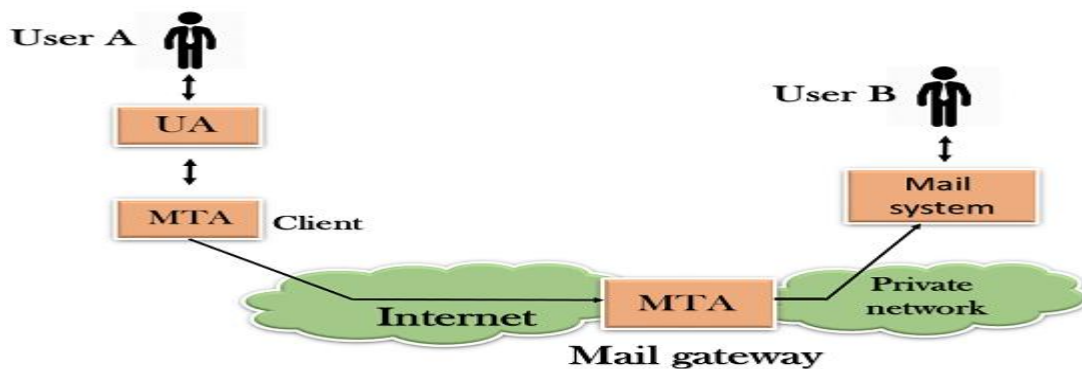 User A
UA
MTA
Client
Internet
MTA
Mail gateway
User B
Mail
system
Private
network